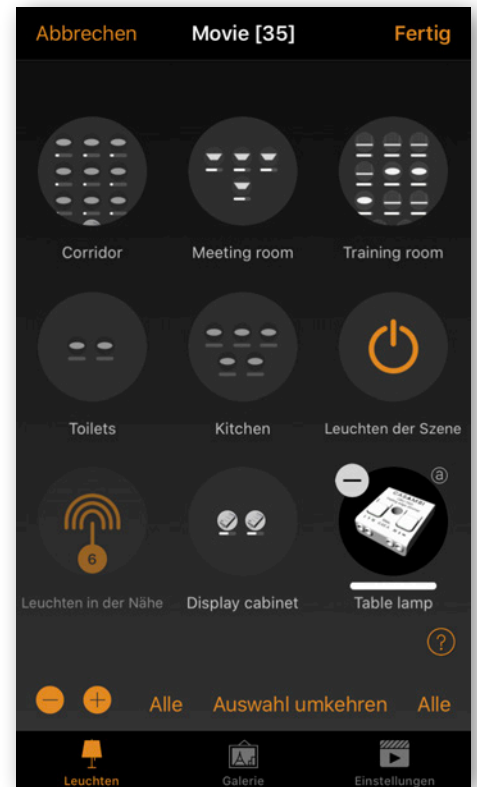 Abbrechen Movie [35] Fertig
Corridor Meeting room Training room
Toilets Kitchen Leuchten der Szene
6
ⓐ
CASAMBI
Leuchten in der Nähe Display cabinet Table lamp
?
Alle Auswahl umkehren Alle
Leuchten Galerie Einstellungen